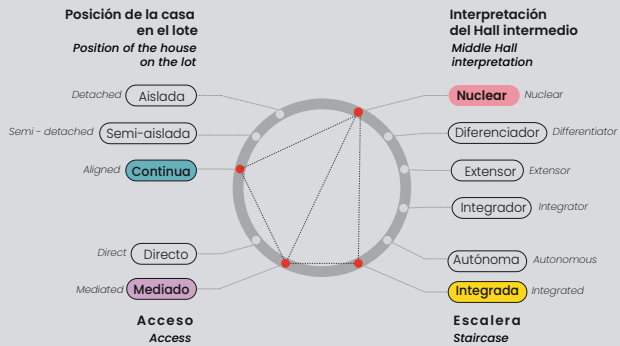 Posición de la casa
en el lote
Position of the house
on the lot
Detached Aislada
Semi - detached Semi-aislada
Aligned Continua
Direct Directo
Mediated Mediado
Acceso
Access
Interpretación
del Hall intermedio
Middle Hall
interpretation
Nuclear Nuclear
Diferenciador Differentiator
Extensor Extensor
Integrador Integrator
Autónoma Autonomous
Integrada Integrated
Escalera
Staircase